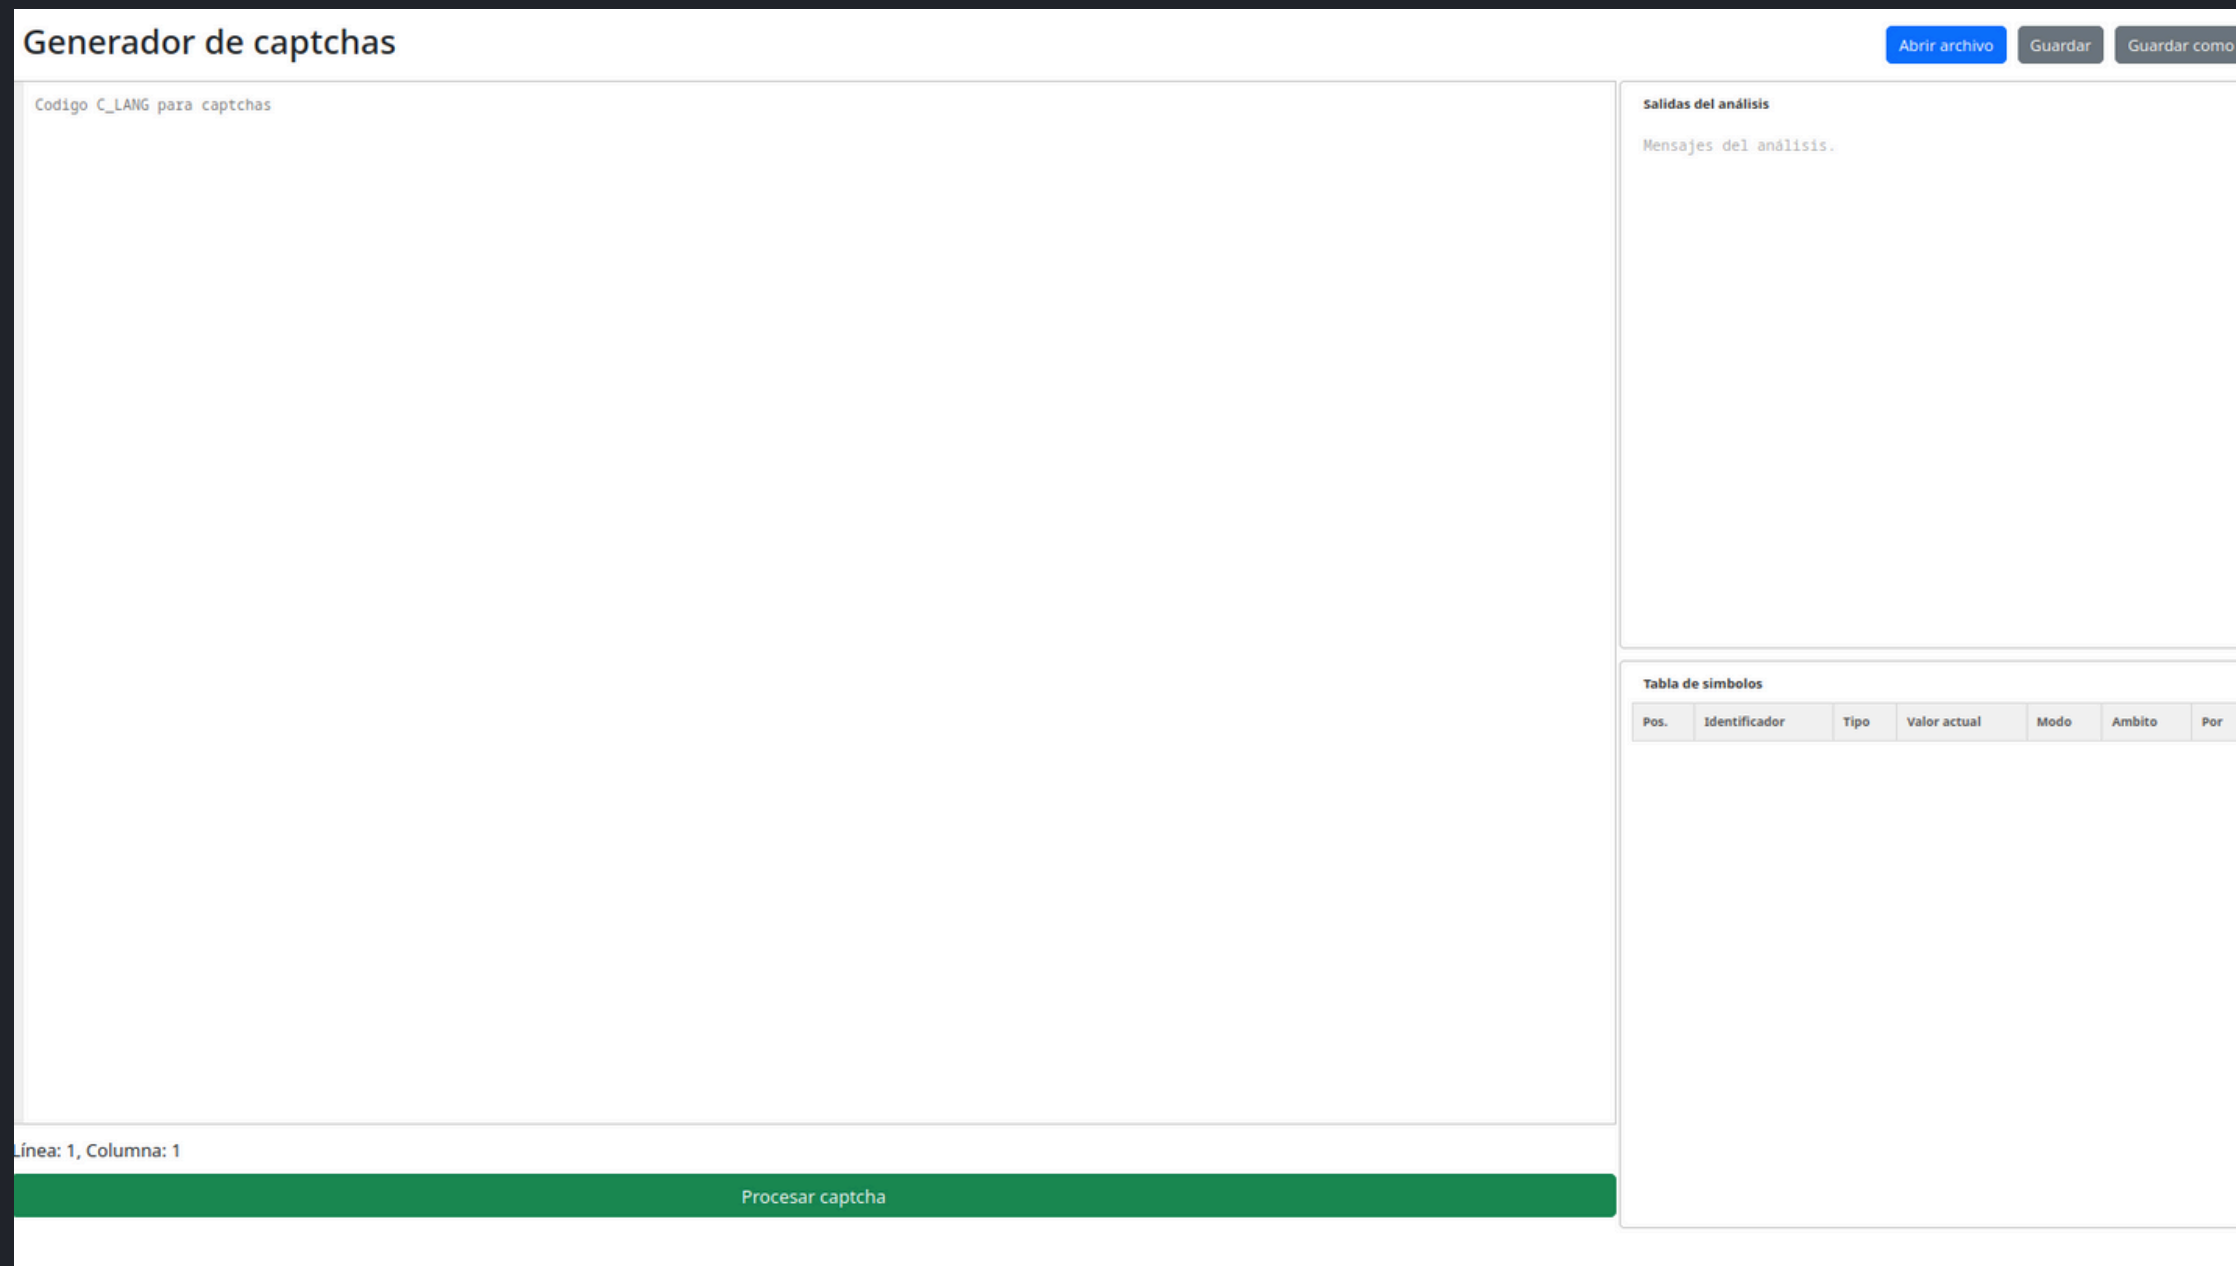 Generador de captchas
Abrir archivo
Guardar
Guardar como
Codigo C_LANG para captchas
Salidas del análisis
Mensajes del análisis.
Tabla de simbolos
Pos. Identificador Tipo Valor actual Modo Ambito Por
Línea: 1, Columna: 1
Procesar captcha